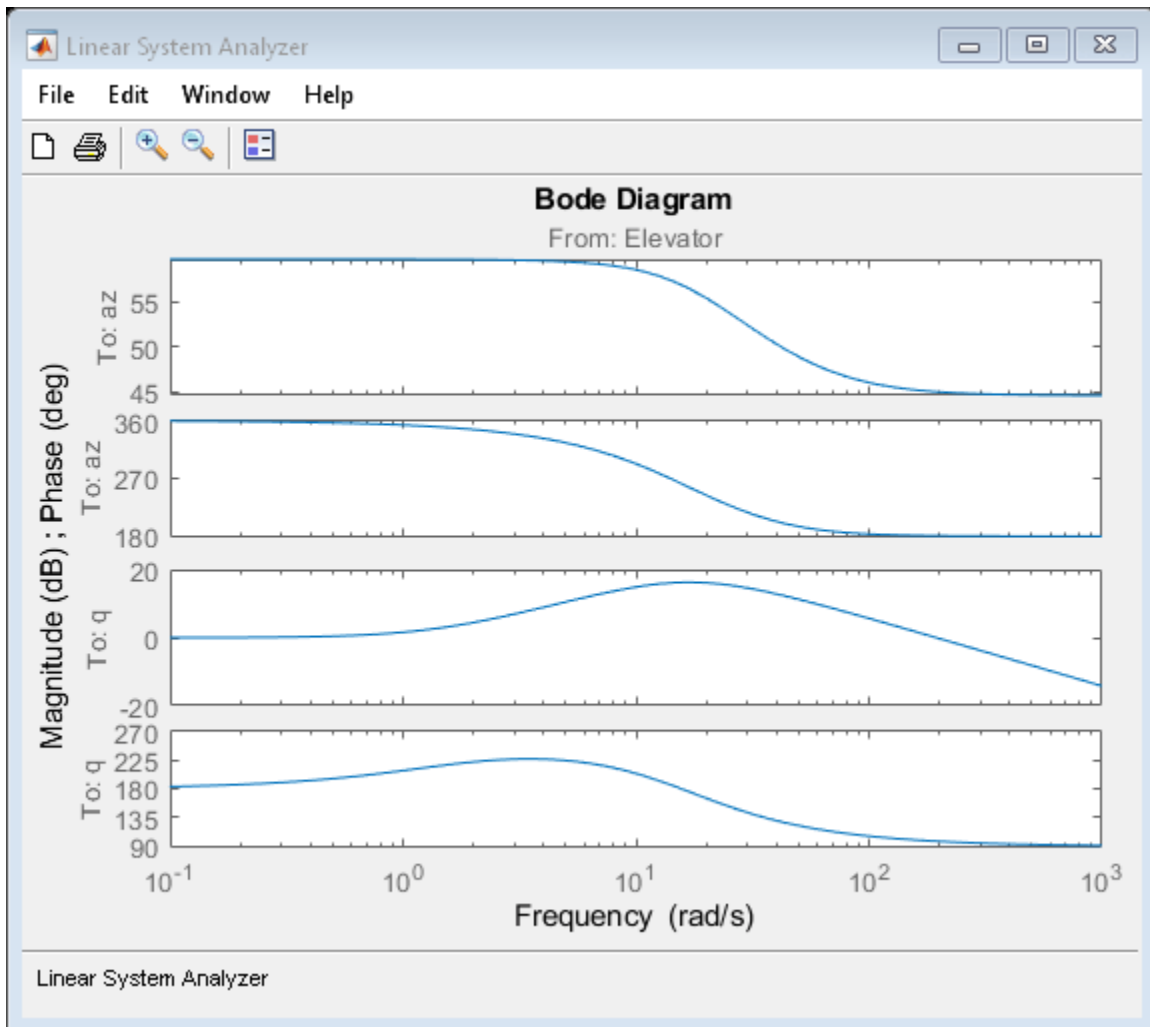 Linear System Analyzer
File Edit Window Help
Bode Diagram
From: Elevator
Magnitude (dB) ; Phase (deg)
To: az
55
50
45
To: az
360
270
180
To: q
20
0
-20
To: q
270
225
180
135
90
10^-1 10^0 10^1 10^2 10^3
Frequency (rad/s)
Linear System Analyzer